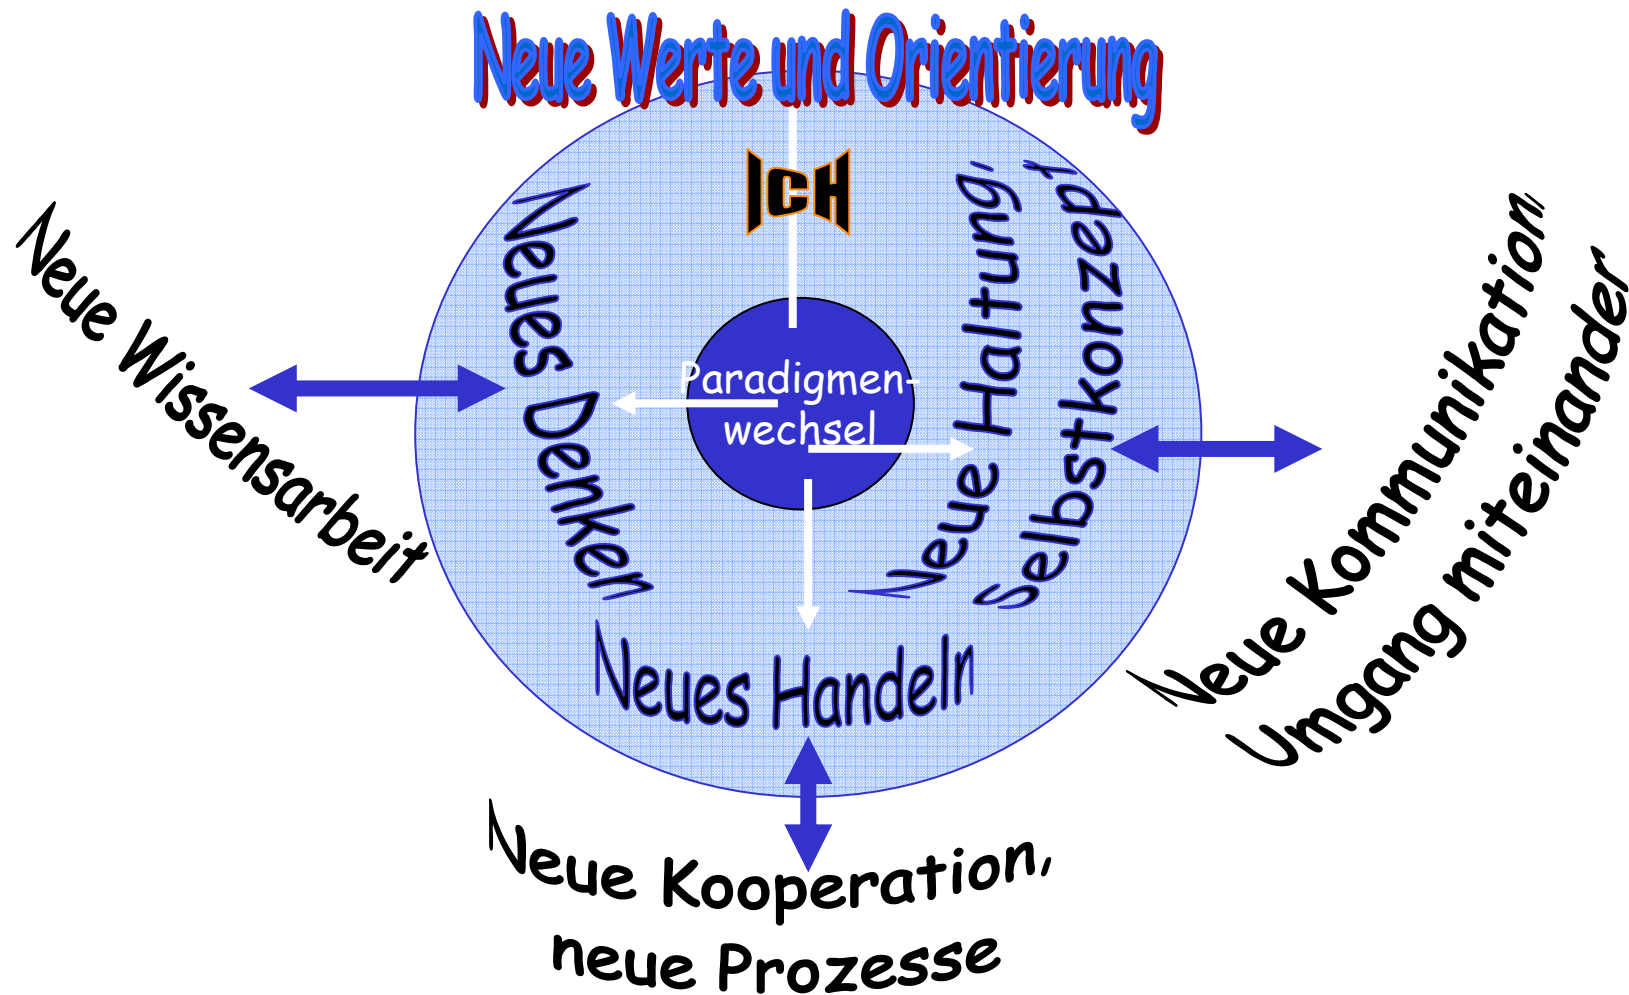 Neue Werte und Orientierung
ICH
Neue Wissensarbeit
Neues Denken
Paradigmen-
wechsel
Neue Haltung,
Selbstkonzept
Neue Kommunikation,
Umgang miteinander
Neues Handeln
Neue Kooperation,
neue Prozesse